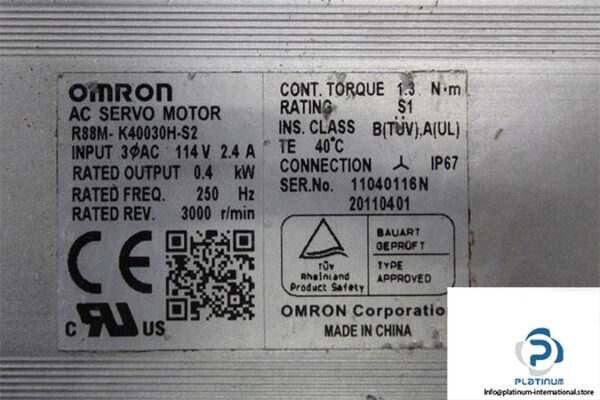 OMRON
AC SERVO MOTOR
R88M- K40030H-S2
INPUT 3ϕAC 114 V 2.4 A
RATED OUTPUT 0.4 kW
RATED FREQ. 250 Hz
RATED REV. 3000 r/min
CE
C RU US
CONT. TORQUE 1.3 N·m
RATING S1
INS. CLASS B(TÜV),A(UL)
TE 40°C
CONNECTION IP67
SER.No. 11040116N
20110401
TÜV
Rheinland
Product Safety
BAUART
GEPRÜFT
TYPE
APPROVED
OMRON Corporation
MADE IN CHINA
PLATINUM
https://platinum-international.store